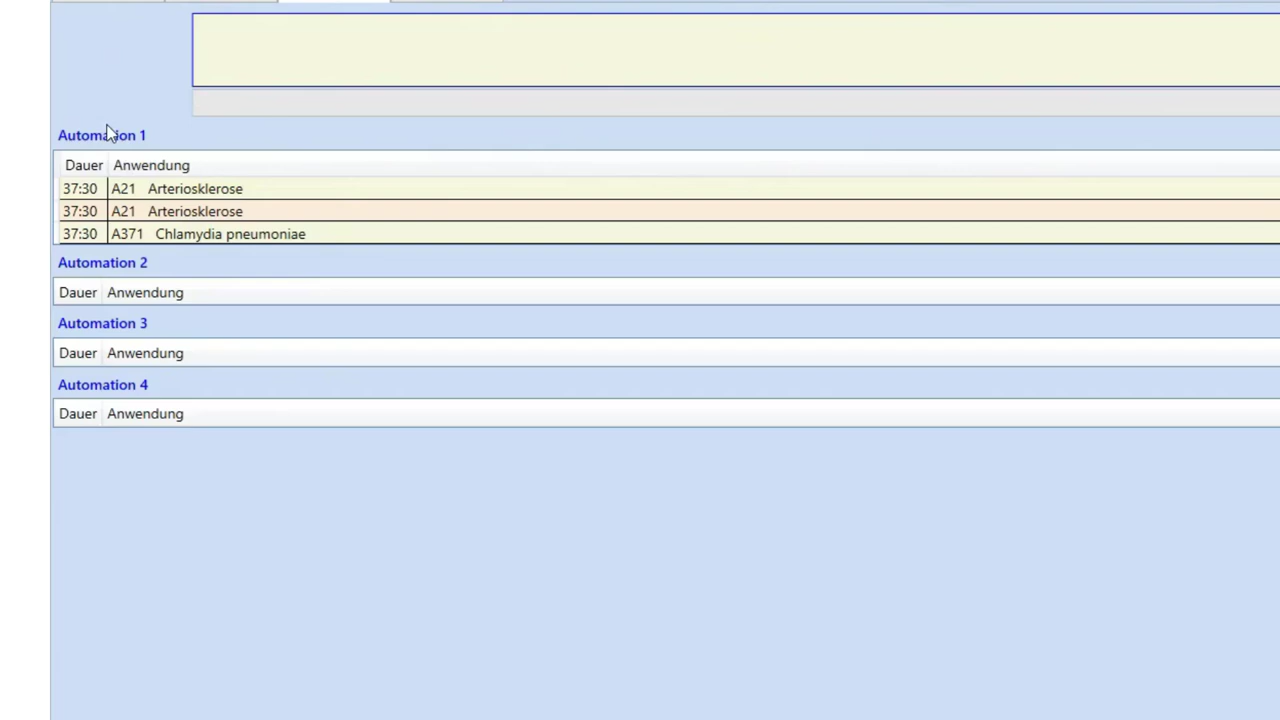 Automation 1
Dauer Anwendung
37:30 A21 Arteriosklerose
37:30 A21 Arteriosklerose
37:30 A371 Chlamydia pneumoniae
Automation 2
Dauer Anwendung
Automation 3
Dauer Anwendung
Automation 4
Dauer Anwendung